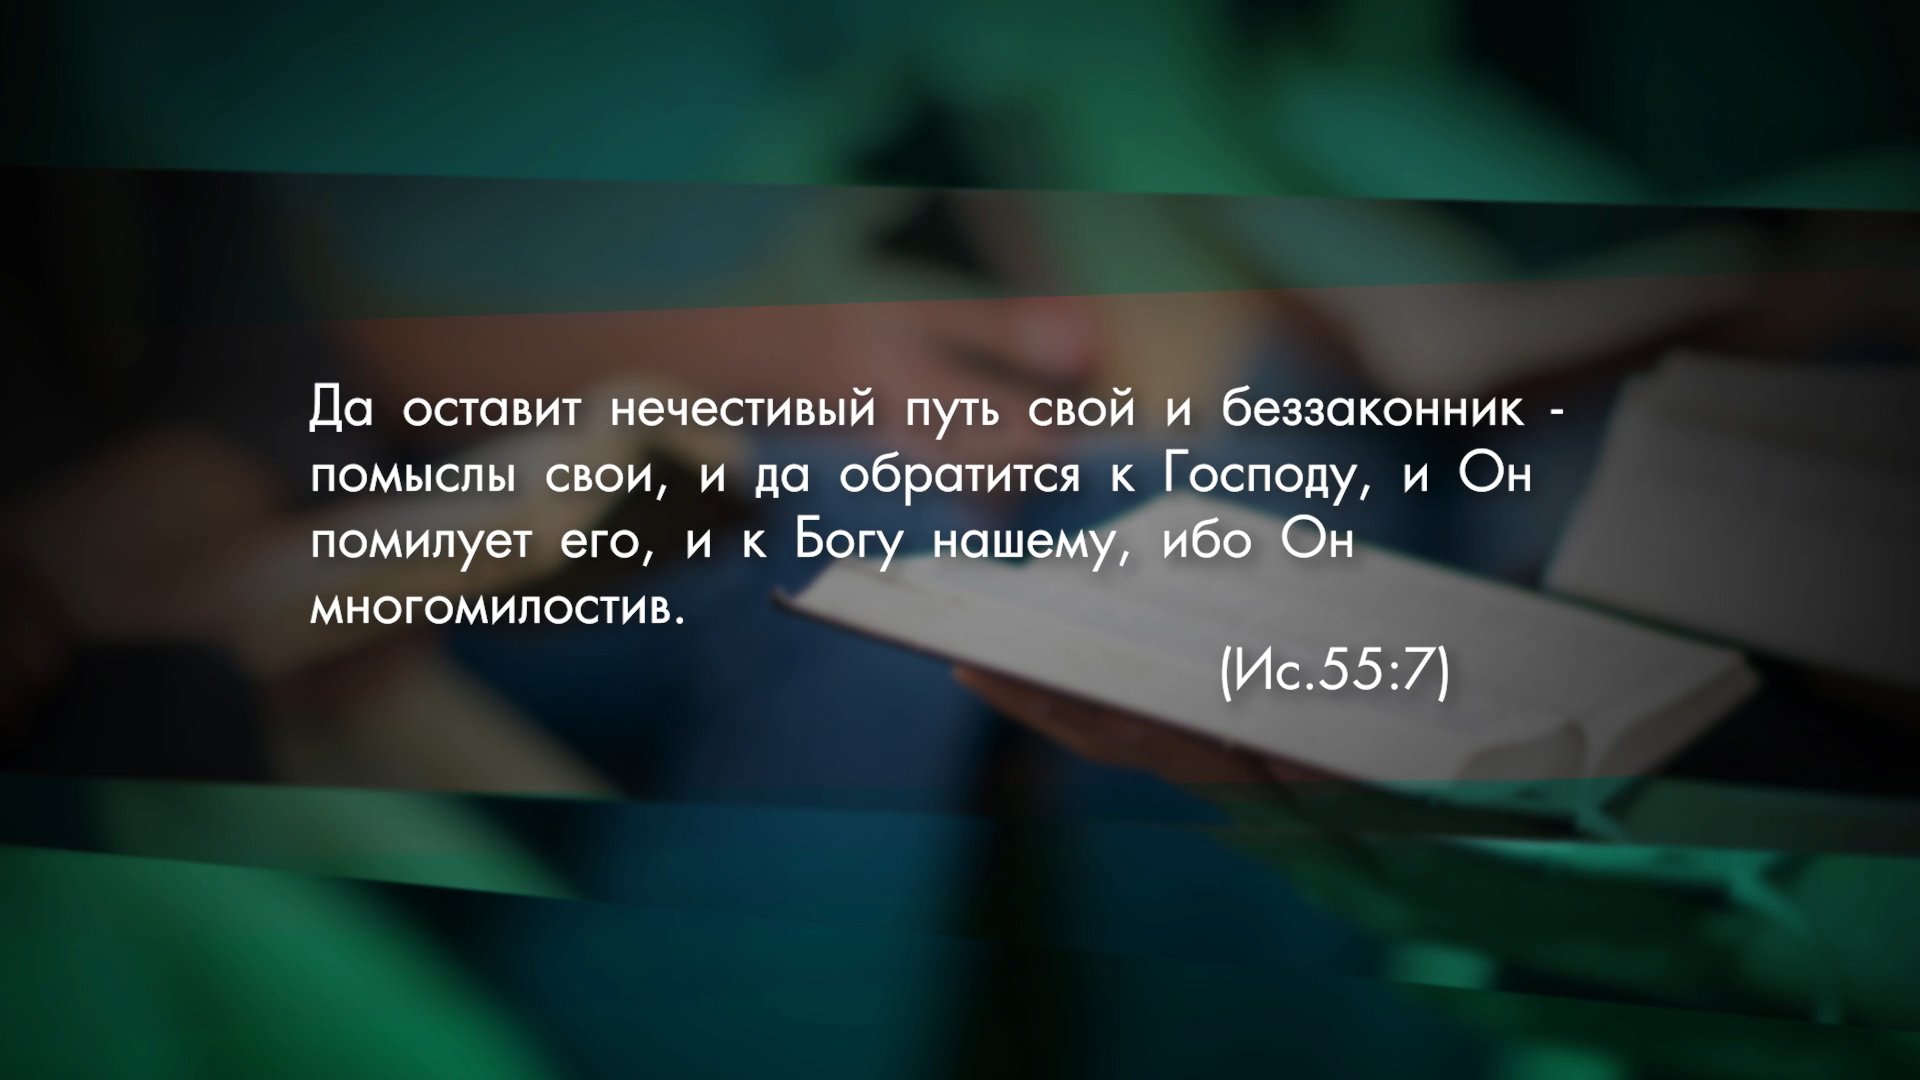 Да оставит нечестивый путь свой и беззаконник -
помыслы свои, и да обратится к Господу, и Он
помилует его, и к Богу нашему, ибо Он
многомилостив.
(Ис.55:7)